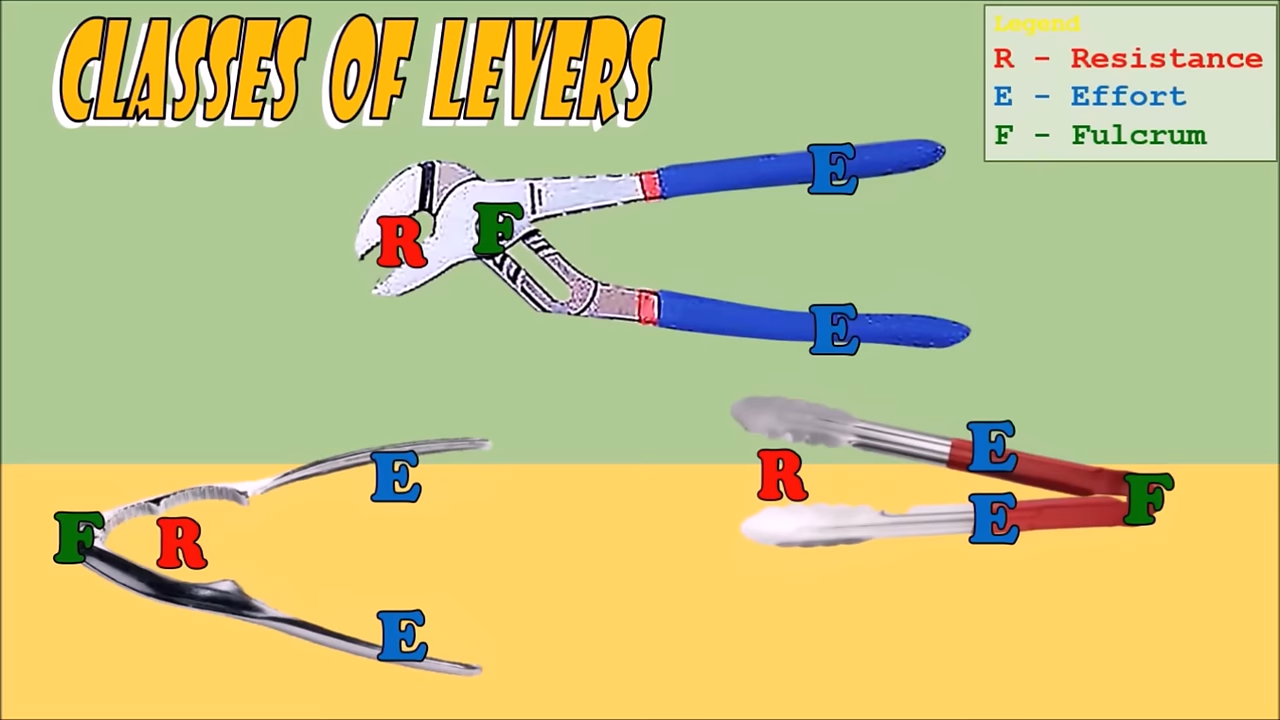 CLASSES OF LEVERS
Legend
R - Resistance
E - Effort
F - Fulcrum
E
F
R
E
E
E
R
F
F
R
E
E